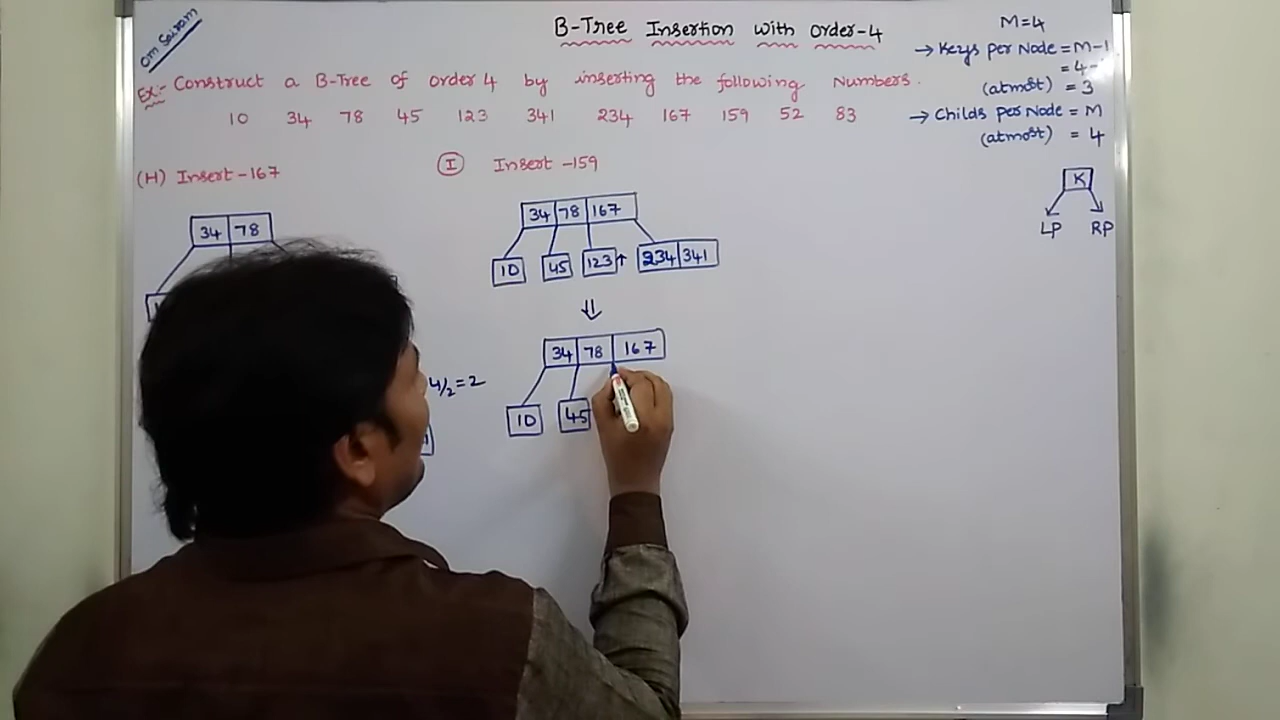 Om Sairam
B-Tree Insertion with order-4
M=4
→ Keys per Node = M-1
= 4-
(atmost) = 3
→ Childs per Node = M
(atmost) = 4
Ex:- Construct a B-Tree of order 4 by inserting the following Numbers.
10 34 78 45 123 341 234 167 159 52 83
(H) Insert -167
I Insert -159
K
LP RP
34 78
34 78 167
10 45 123 ↑ 234 341
⇓
34 78 167
4/2 = 2
10 45